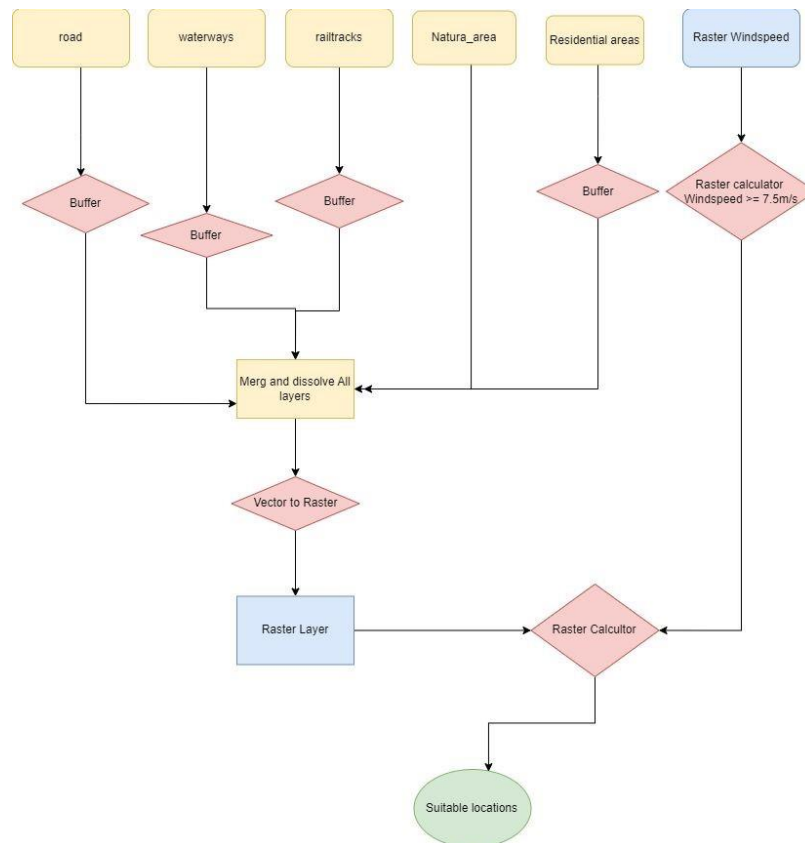 road
waterways
railtracks
Natura_area
Residential areas
Raster Windspeed
Buffer
Buffer
Buffer
Buffer
Raster calculator
Windspeed >= 7.5m/s
Merg and dissolve All
layers
Vector to Raster
Raster Layer
Raster Calcultor
Suitable locations